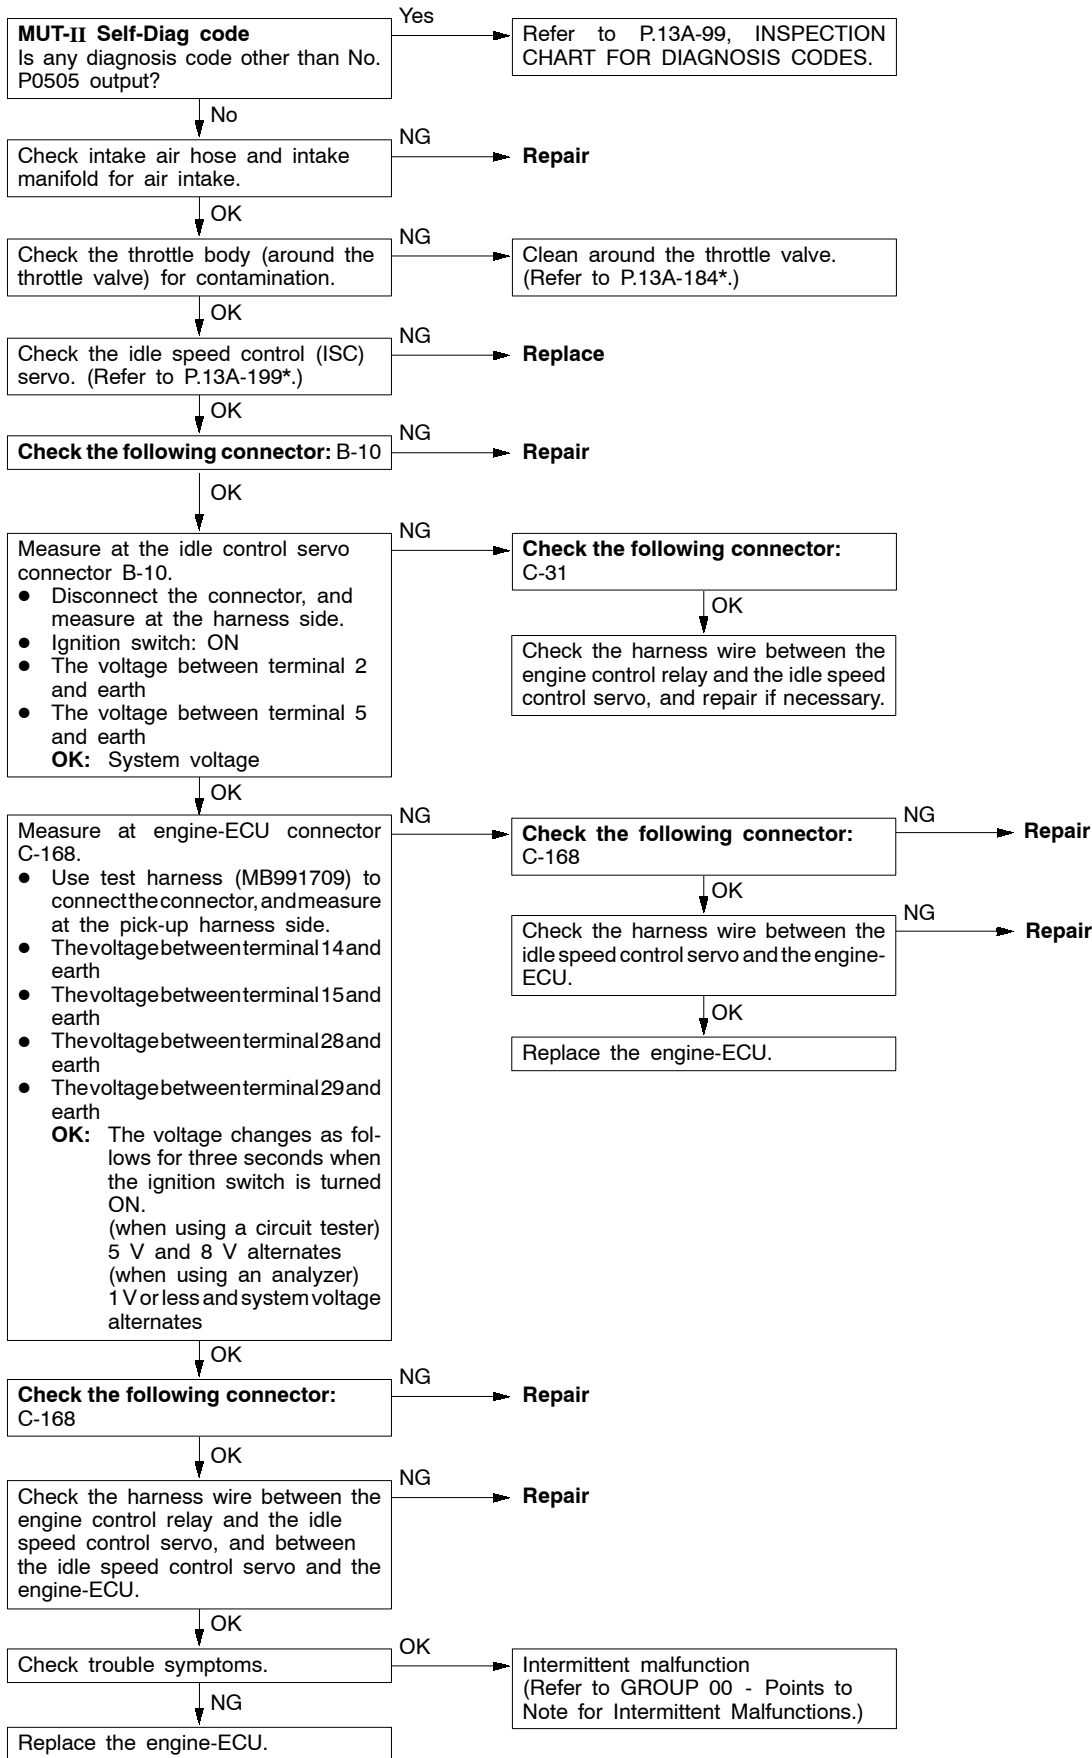 MUT-II Self-Diag code
Is any diagnosis code other than No.
P0505 output?
Yes
Refer to P.13A-99, INSPECTION
CHART FOR DIAGNOSIS CODES.
No
Check intake air hose and intake
manifold for air intake.
NG
Repair
OK
Check the throttle body (around the
throttle valve) for contamination.
NG
Clean around the throttle valve.
(Refer to P.13A-184*.)
OK
Check the idle speed control (ISC)
servo. (Refer to P.13A-199*.)
NG
Replace
OK
Check the following connector: B-10
NG
Repair
OK
Measure at the idle control servo
connector B-10.
● Disconnect the connector, and
measure at the harness side.
● Ignition switch: ON
● The voltage between terminal 2
and earth
● The voltage between terminal 5
and earth
OK: System voltage
NG
Check the following connector:
C-31
OK
Check the harness wire between the
engine control relay and the idle speed
control servo, and repair if necessary.
OK
Measure at engine-ECU connector
C-168.
● Use test harness (MB991709) to
connect the connector, and measure
at the pick-up harness side.
● The voltage between terminal 14 and
earth
● The voltage between terminal 15 and
earth
● The voltage between terminal 28 and
earth
● The voltage between terminal 29 and
earth
OK: The voltage changes as fol-
lows for three seconds when
the ignition switch is turned
ON.
(when using a circuit tester)
5 V and 8 V alternates
(when using an analyzer)
1 V or less and system voltage
alternates
NG
Check the following connector:
C-168
NG
Repair
OK
Check the harness wire between the
idle speed control servo and the engine-
ECU.
NG
Repair
OK
Replace the engine-ECU.
OK
Check the following connector:
C-168
NG
Repair
OK
Check the harness wire between the
engine control relay and the idle
speed control servo, and between
the idle speed control servo and the
engine-ECU.
NG
Repair
OK
Check trouble symptoms.
OK
Intermittent malfunction
(Refer to GROUP 00 - Points to
Note for Intermittent Malfunctions.)
NG
Replace the engine-ECU.